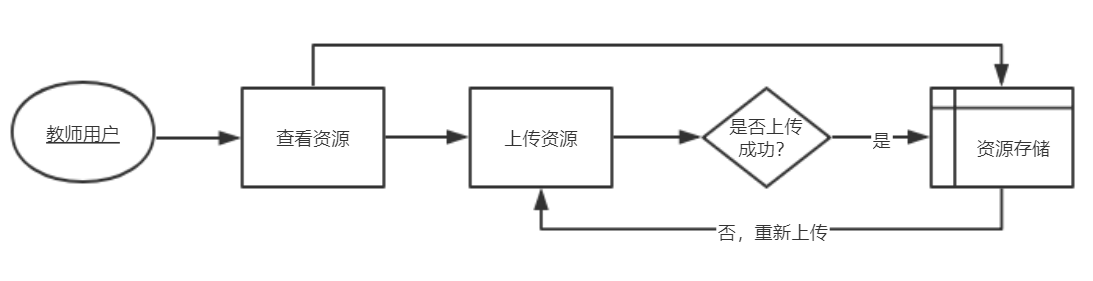 教师用户
查看资源
上传资源
是否上传
成功?
是
资源存储
否，重新上传